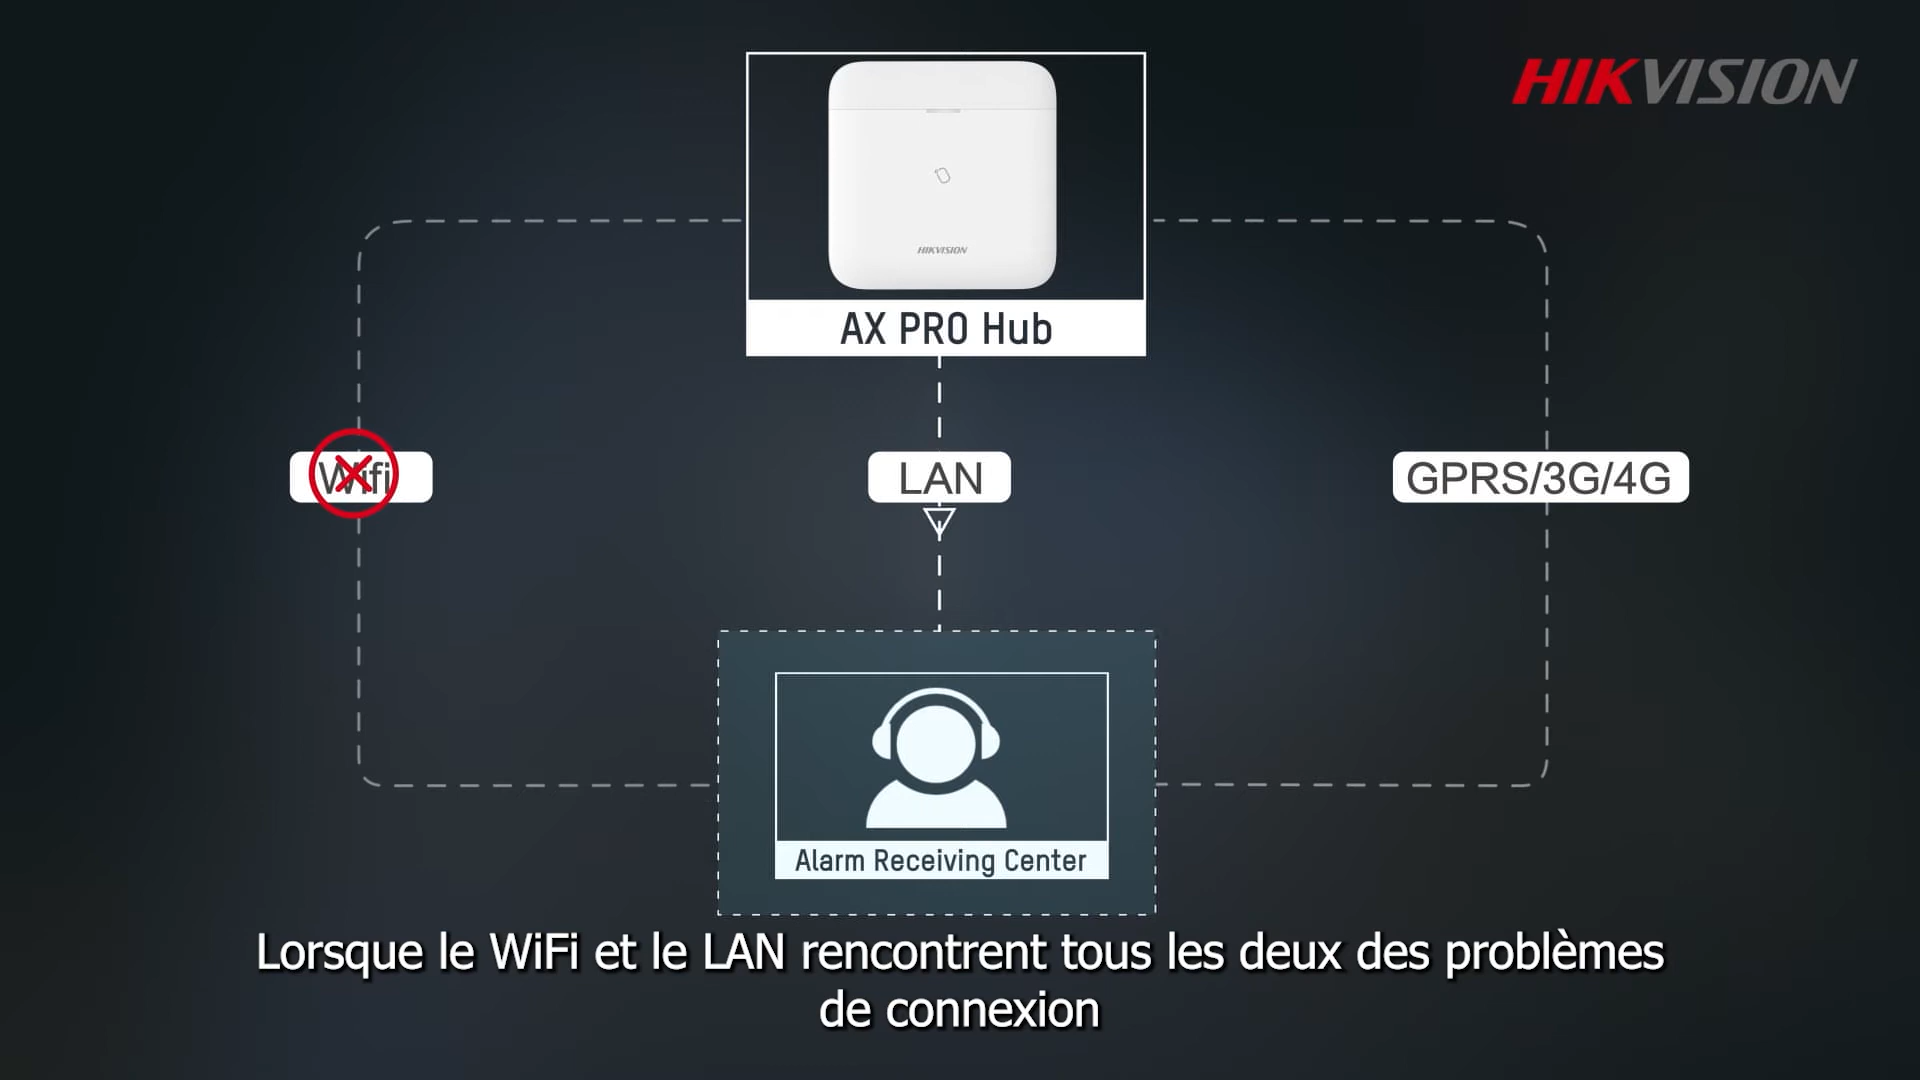 HIKVISION
HIKVISION
AX PRO Hub
Wifi
LAN
GPRS/3G/4G
Alarm Receiving Center
Lorsque le WiFi et le LAN rencontrent tous les deux des problèmes
de connexion